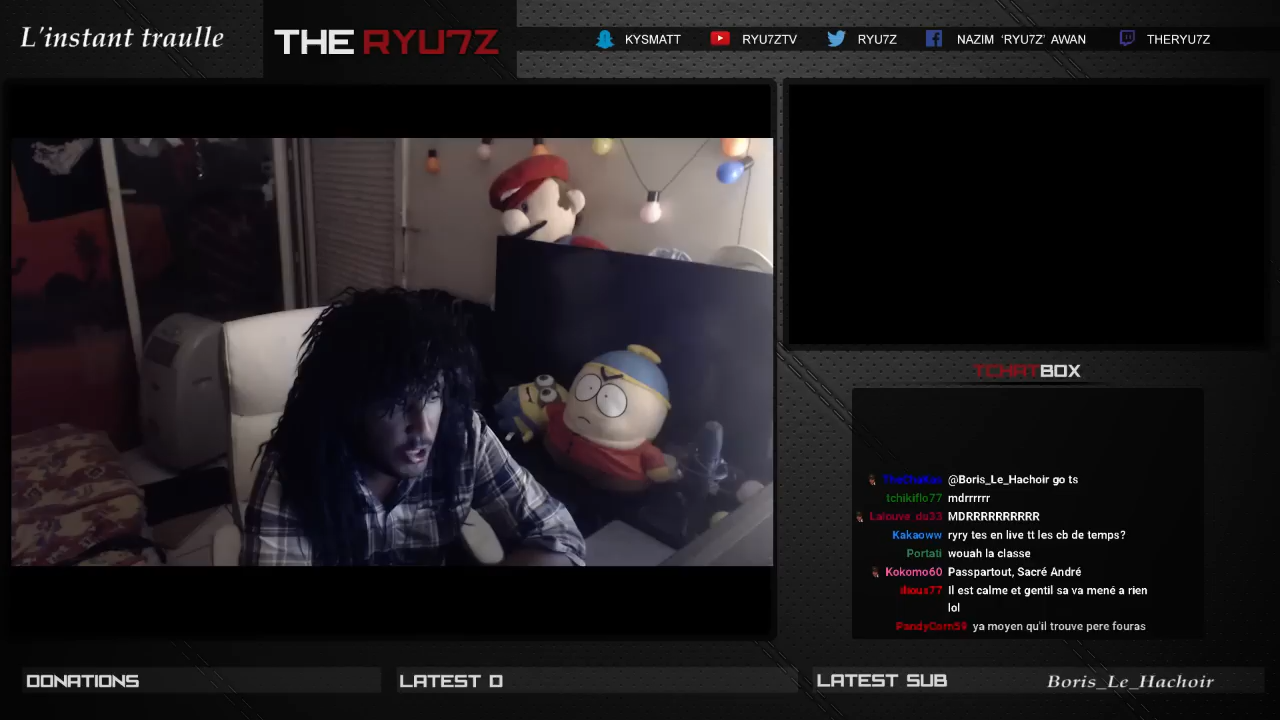 L'instant traulle
THE RYU7Z
KYSMATT
RYU7ZTV
RYU7Z
NAZIM 'RYU7Z' AWAN
THERYU7Z
TCHATBOX
@Boris_Le_Hachoir go ts
tchikiflo77 mdrrrrr
Lalouve_du33 MDRRRRRRRRRR
Kakaoww ryry tes en live tt les cb de temps?
Portati wouah la classe
Kokomo60 Passpartout, Sacré André
Il est calme et gentil sa va mené a rien
lol
PandyCorn59 ya moyen qu'il trouve pere fouras
DONATIONS
LATEST D
LATEST SUB
Boris_Le_Hachoir